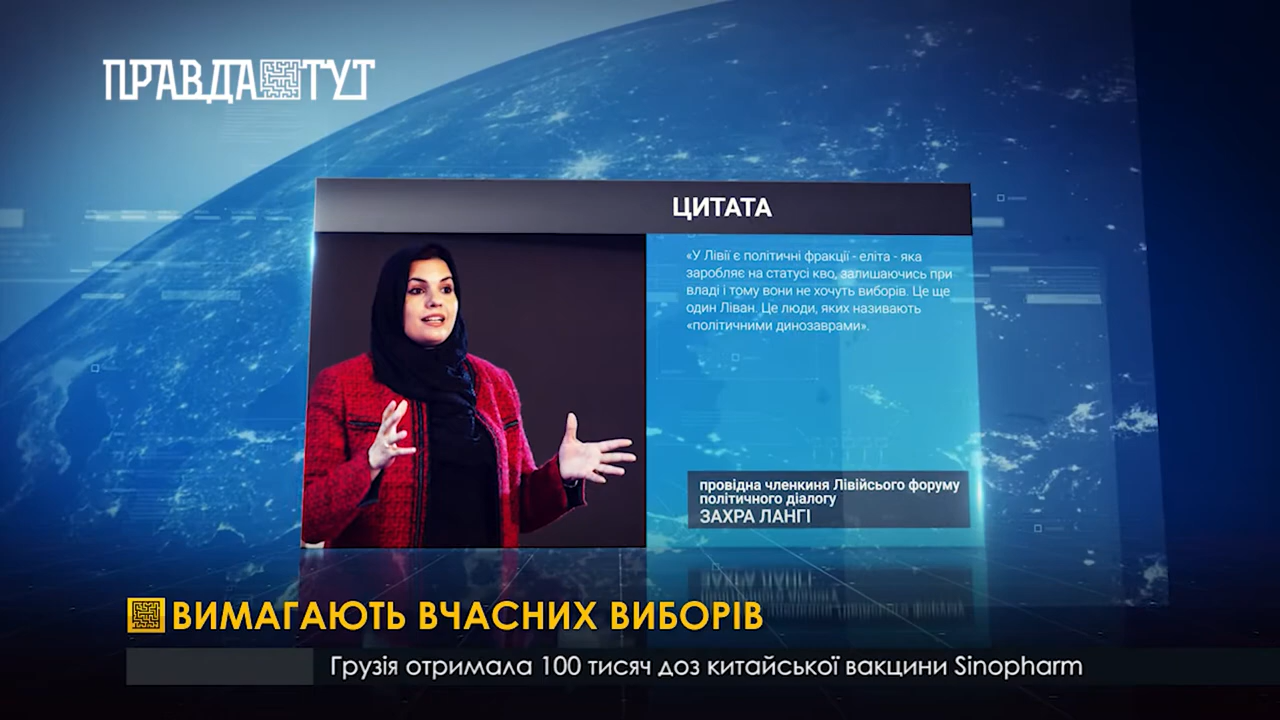 ПРАВДА ТУТ
ЦИТАТА
«У Лівії є політичні фракції - еліта - яка
заробляє на статусі кво, залишаючись при
владі і тому вони не хочуть виборів. Це ще
один Ліван. Це люди, яких називають
«політичними динозаврами».
провідна членкиня Лівійсього форуму
політичного діалогу
ЗАХРА ЛАНГІ
ВИМАГАЮТЬ ВЧАСНИХ ВИБОРІВ
Грузія отримала 100 тисяч доз китайської вакцини Sinopharm